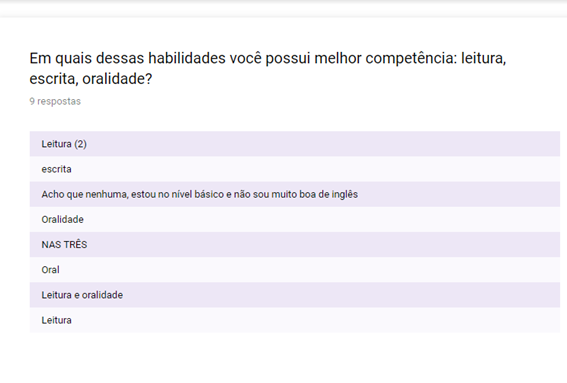 Em quais dessas habilidades você possui melhor competência: leitura,
escrita, oralidade?
9 respostas
Leitura (2)
escrita
Acho que nenhuma, estou no nível básico e não sou muito boa de inglês
Oralidade
NAS TRÊS
Oral
Leitura e oralidade
Leitura